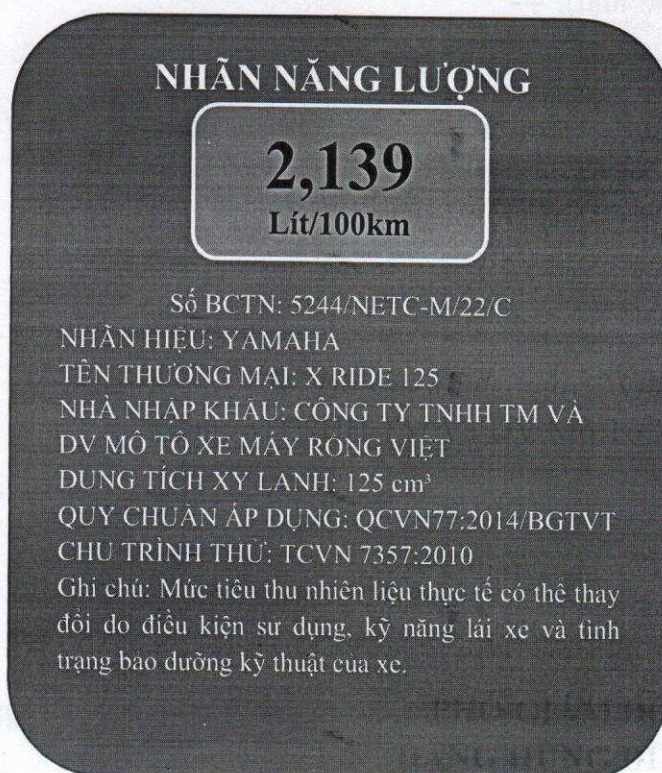 NHÃN NĂNG LƯỢNG
2,139
Lít/100km
Số BCTN: 5244/NETC-M/22/C
NHÃN HIỆU: YAMAHA
TÊN THƯƠNG MẠI: X RIDE 125
NHÀ NHẬP KHẨU: CÔNG TY TNHH TM VÀ
DV MÔ TÔ XE MÁY RỒNG VIỆT
DUNG TÍCH XY LANH: 125 cm³
QUY CHUẨN ÁP DỤNG: QCVN77:2014/BGTVT
CHU TRÌNH THỬ: TCVN 7357:2010
Ghi chú: Mức tiêu thu nhiên liệu thực tế có thể thay
đổi do điều kiện sư dụng, kỹ năng lái xe và tình
trạng bảo dưỡng kỹ thuật của xe.